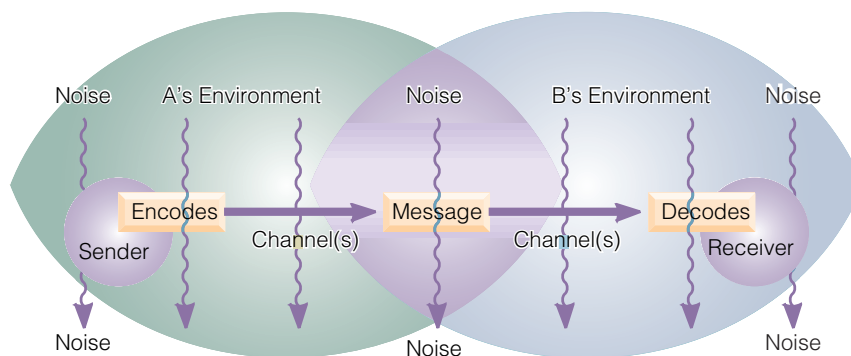 Noise A's Environment Noise B's Environment Noise
Encodes Message Decodes
Sender Channel(s) Channel(s) Receiver
Noise Noise Noise